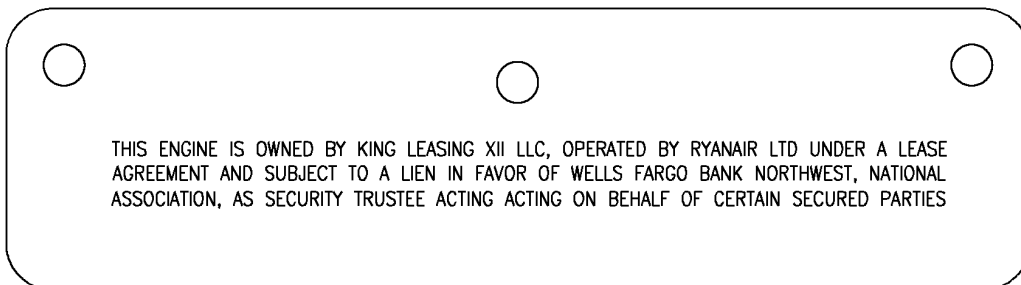 THIS ENGINE IS OWNED BY KING LEASING XII LLC, OPERATED BY RYANAIR LTD UNDER A LEASE
AGREEMENT AND SUBJECT TO A LIEN IN FAVOR OF WELLS FARGO BANK NORTHWEST, NATIONAL
ASSOCIATION, AS SECURITY TRUSTEE ACTING ACTING ON BEHALF OF CERTAIN SECURED PARTIES